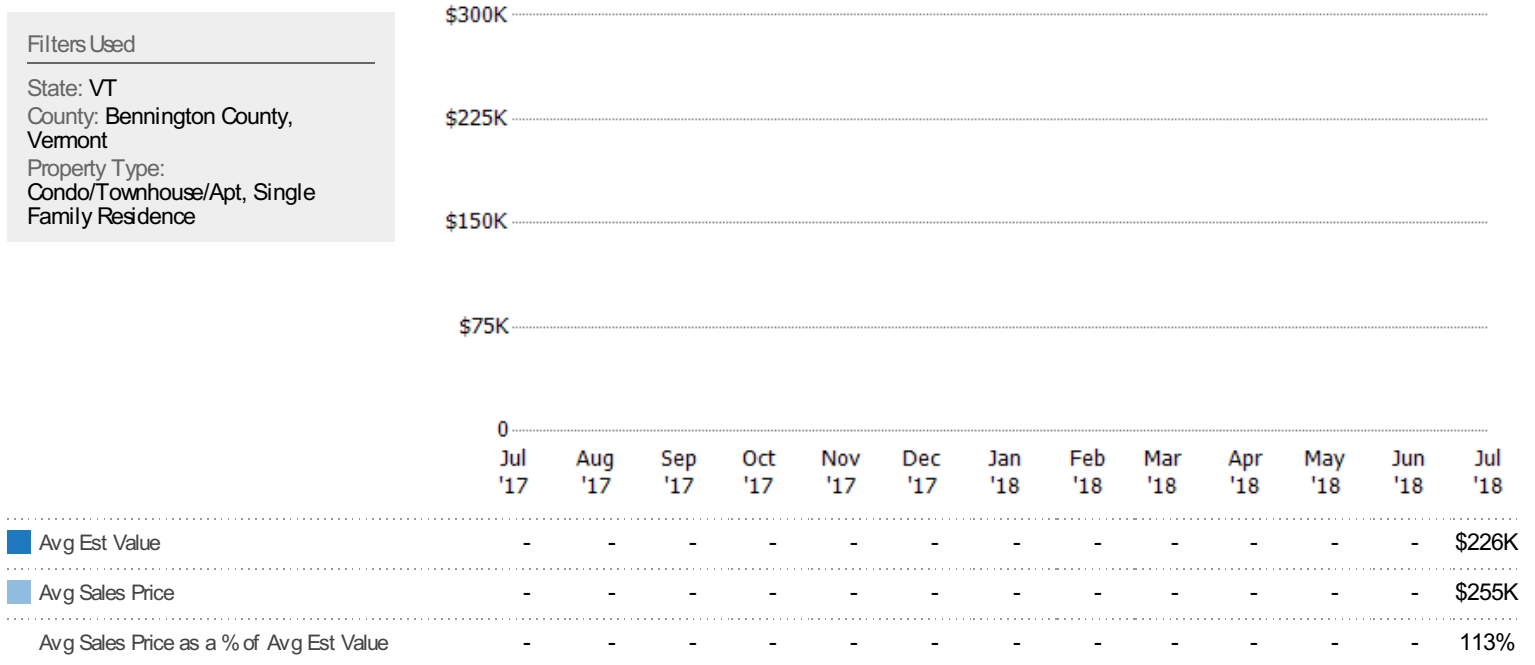 Filters Used
State: VT
County: Bennington County,
Vermont
Property Type:
Condo/Townhouse/Apt, Single
Family Residence
$300K
$225K
$150K
$75K
0
Jul Aug Sep Oct Nov Dec Jan Feb Mar Apr May Jun Jul
'17 '17 '17 '17 '17 '17 '18 '18 '18 '18 '18 '18 '18
Avg Est Value - - - - - - - - - - - - $226K
Avg Sales Price - - - - - - - - - - - - $255K
Avg Sales Price as a % of Avg Est Value - - - - - - - - - - - - 113%